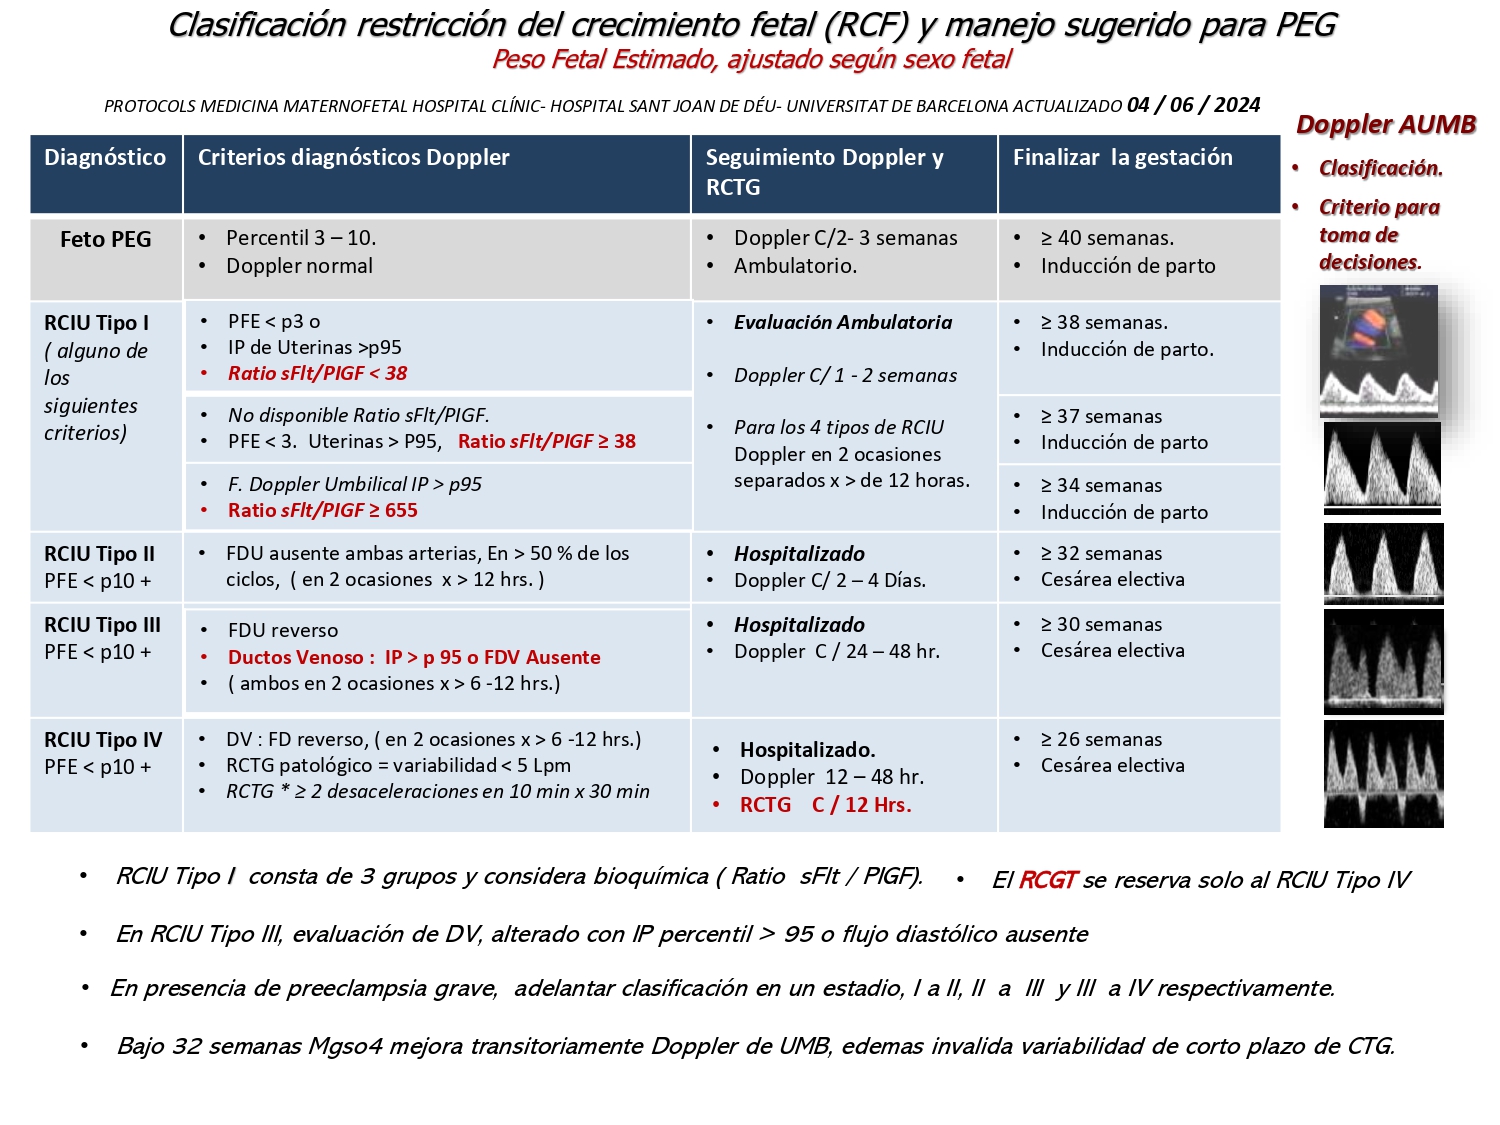 Clasificación restricción del crecimiento fetal (RCF) y manejo sugerido para PEG
Peso Fetal Estimado, ajustado según sexo fetal
PROTOCOLS MEDICINA MATERNOFETAL HOSPITAL CLÍNIC- HOSPITAL SANT JOAN DE DÉU- UNIVERSITAT DE BARCELONA ACTUALIZADO 04 / 06 / 2024
Doppler AUMB
• Clasificación.
• Criterio para
toma de
decisiones.
Diagnóstico
Criterios diagnósticos Doppler
Seguimiento Doppler y
RCTG
Finalizar la gestación
Feto PEG
• Percentil 3 – 10.
• Doppler normal
• Doppler C/2- 3 semanas
• Ambulatorio.
• ≥ 40 semanas.
• Inducción de parto
RCIU Tipo I
( alguno de
los
siguientes
criterios)
• PFE < p3 o
• IP de Uterinas >p95
• Ratio sFlt/PIGF < 38
• No disponible Ratio sFlt/PIGF.
• PFE < 3. Uterinas > P95, Ratio sFlt/PIGF ≥ 38
• F. Doppler Umbilical IP > p95
• Ratio sFlt/PIGF ≥ 655
• Evaluación Ambulatoria
• Doppler C/ 1 - 2 semanas
• Para los 4 tipos de RCIU
Doppler en 2 ocasiones
separados x > de 12 horas.
• ≥ 38 semanas.
• Inducción de parto.
• ≥ 37 semanas
• Inducción de parto
• ≥ 34 semanas
• Inducción de parto
RCIU Tipo II
PFE < p10 +
• FDU ausente ambas arterias, En > 50 % de los
ciclos, ( en 2 ocasiones x > 12 hrs. )
• Hospitalizado
• Doppler C/ 2 – 4 Días.
• ≥ 32 semanas
• Cesárea electiva
RCIU Tipo III
PFE < p10 +
• FDU reverso
• Ductos Venoso : IP > p 95 o FDV Ausente
• ( ambos en 2 ocasiones x > 6 -12 hrs.)
• Hospitalizado
• Doppler C / 24 – 48 hr.
• ≥ 30 semanas
• Cesárea electiva
RCIU Tipo IV
PFE < p10 +
• DV : FD reverso, ( en 2 ocasiones x > 6 -12 hrs.)
• RCTG patológico = variabilidad < 5 Lpm
• RCTG * ≥ 2 desaceleraciones en 10 min x 30 min
• Hospitalizado.
• Doppler 12 – 48 hr.
• RCTG C / 12 Hrs.
• ≥ 26 semanas
• Cesárea electiva
• RCIU Tipo I consta de 3 grupos y considera bioquímica ( Ratio sFlt / PIGF).
• El RCGT se reserva solo al RCIU Tipo IV
• En RCIU Tipo III, evaluación de DV, alterado con IP percentil > 95 o flujo diastólico ausente
• En presencia de preeclampsia grave, adelantar clasificación en un estadio, I a II, II a III y III a IV respectivamente.
• Bajo 32 semanas Mgso4 mejora transitoriamente Doppler de UMB, edemas invalida variabilidad de corto plazo de CTG.